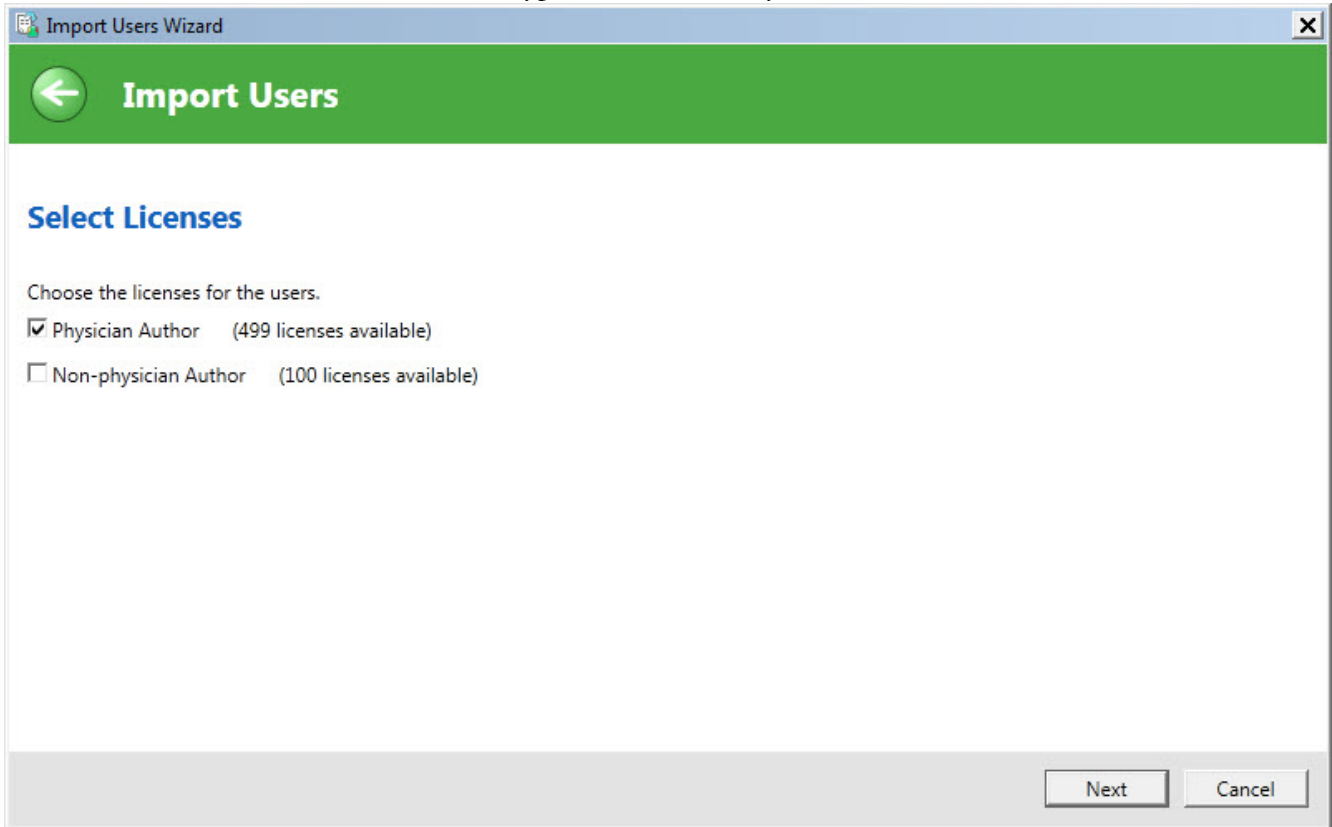 Import Users Wizard
Import Users
Select Licenses
Choose the licenses for the users.
Physician Author (499 licenses available)
Non-physician Author (100 licenses available)
Next Cancel